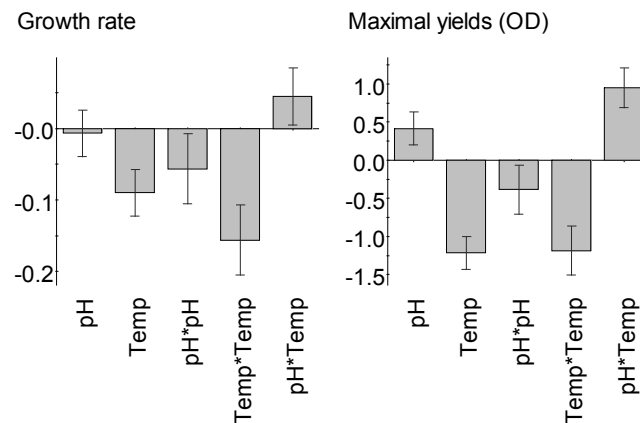 Growth rate
-0.0
-0.1
-0.2
pH
Temp
pH*pH
Temp*Temp
pH*Temp
Maximal yields (OD)
1.0
0.5
0.0
-0.5
-1.0
-1.5
pH
Temp
pH*pH
Temp*Temp
pH*Temp